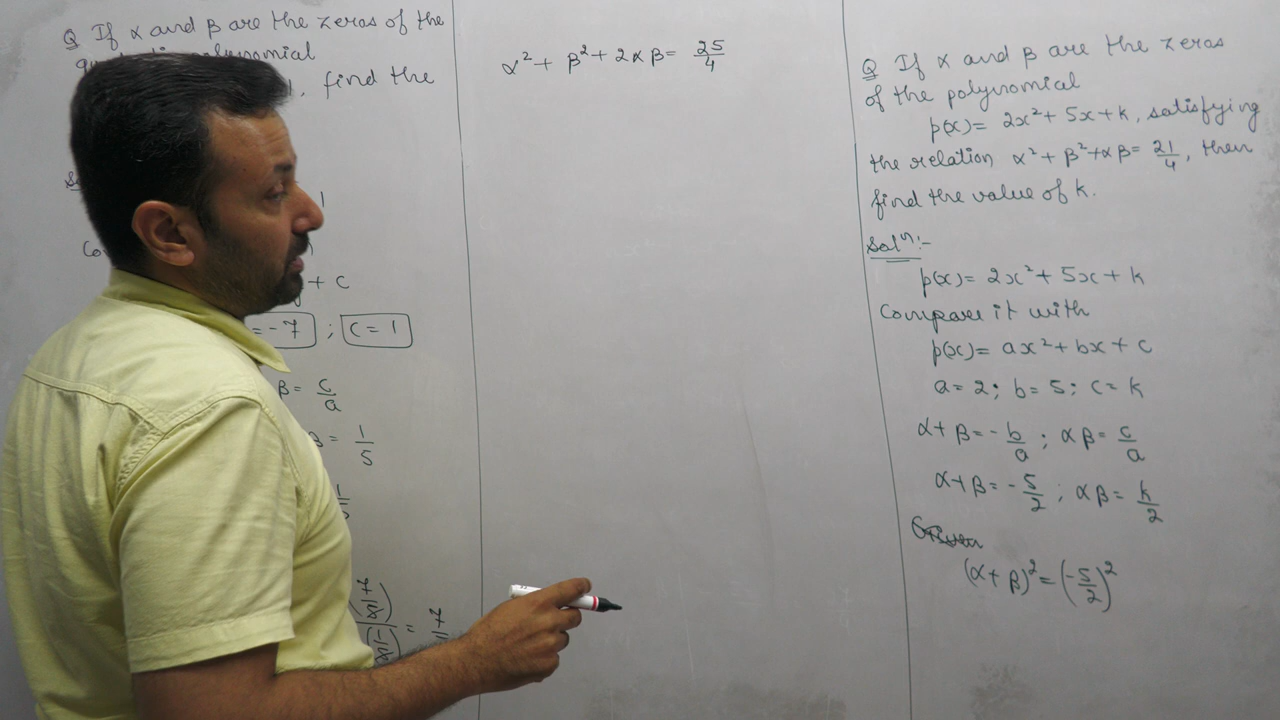 Q If α and β are the zeros of the
, find the
1
+ c
= -7 ; c = 1
β = c/a
β = 1/5
α² + β² + 2αβ = 25/4
Q If α and β are the zeros
of the polynomial
p(x) = 2x² + 5x + k, satisfying
the relation α² + β² + αβ = 21/4, then
find the value of k.
Solⁿ:-
p(x) = 2x² + 5x + k
Compare it with
p(x) = ax² + bx + c
a = 2; b = 5; c = k
α + β = -b/a ; αβ = c/a
α + β = -5/2 ; αβ = k/2
(α + β)² = (-5/2)²